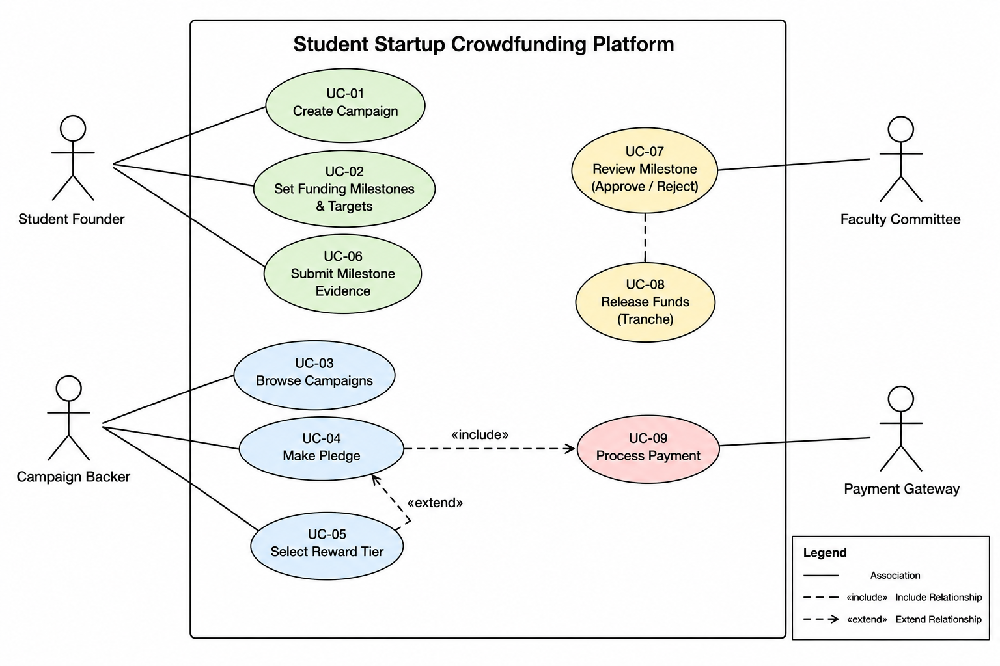 Student Startup Crowdfunding Platform
UC-01
Create Campaign
UC-02
Set Funding Milestones
& Targets
UC-06
Submit Milestone
Evidence
Student Founder
UC-07
Review Milestone
(Approve / Reject)
Faculty Committee
UC-08
Release Funds
(Tranche)
UC-03
Browse Campaigns
UC-04
Make Pledge
«include»
UC-09
Process Payment
Campaign Backer
Payment Gateway
«extend»
UC-05
Select Reward Tier
Legend
Association
«include» Include Relationship
«extend» Extend Relationship